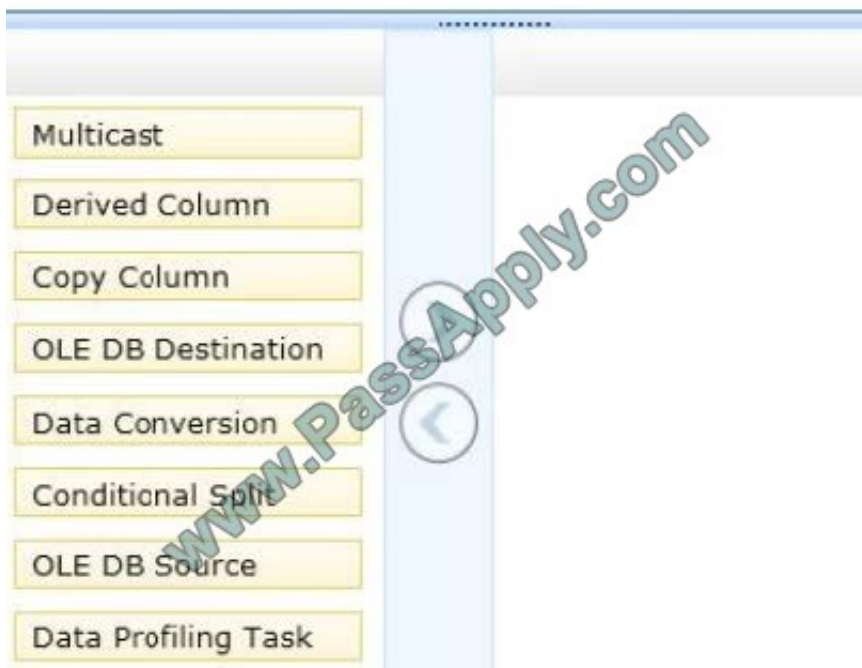 Multicast
Derived Column
Copy Column
OLE DB Destination
Data Conversion
Conditional Split
OLE DB Source
Data Profiling Task
www.PassApply.com